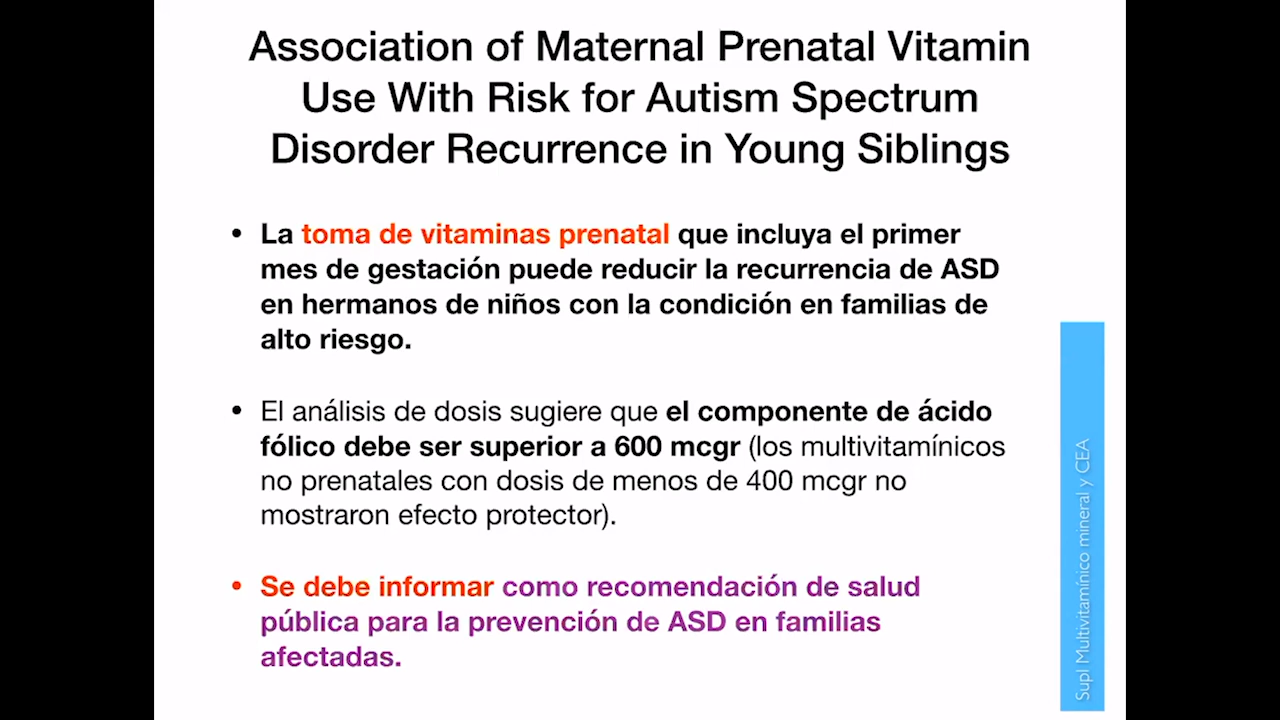 Association of Maternal Prenatal Vitamin
Use With Risk for Autism Spectrum
Disorder Recurrence in Young Siblings
• La toma de vitaminas prenatal que incluya el primer
mes de gestación puede reducir la recurrencia de ASD
en hermanos de niños con la condición en familias de
alto riesgo.
• El análisis de dosis sugiere que el componente de ácido
fólico debe ser superior a 600 mcgr (los multivitamínicos
no prenatales con dosis de menos de 400 mcgr no
mostraron efecto protector).
• Se debe informar como recomendación de salud
pública para la prevención de ASD en familias
afectadas.
Supl Multivitamínico mineral y CEA